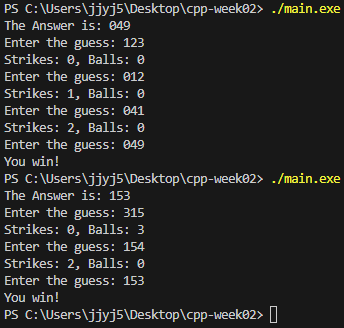 PS C:\Users\jjyj5\Desktop\cpp-week02> ./main.exe
The Answer is: 049
Enter the guess: 123
Strikes: 0, Balls: 0
Enter the guess: 012
Strikes: 1, Balls: 0
Enter the guess: 041
Strikes: 2, Balls: 0
Enter the guess: 049
You win!
PS C:\Users\jjyj5\Desktop\cpp-week02> ./main.exe
The Answer is: 153
Enter the guess: 315
Strikes: 0, Balls: 3
Enter the guess: 154
Strikes: 2, Balls: 0
Enter the guess: 153
You win!
PS C:\Users\jjyj5\Desktop\cpp-week02>